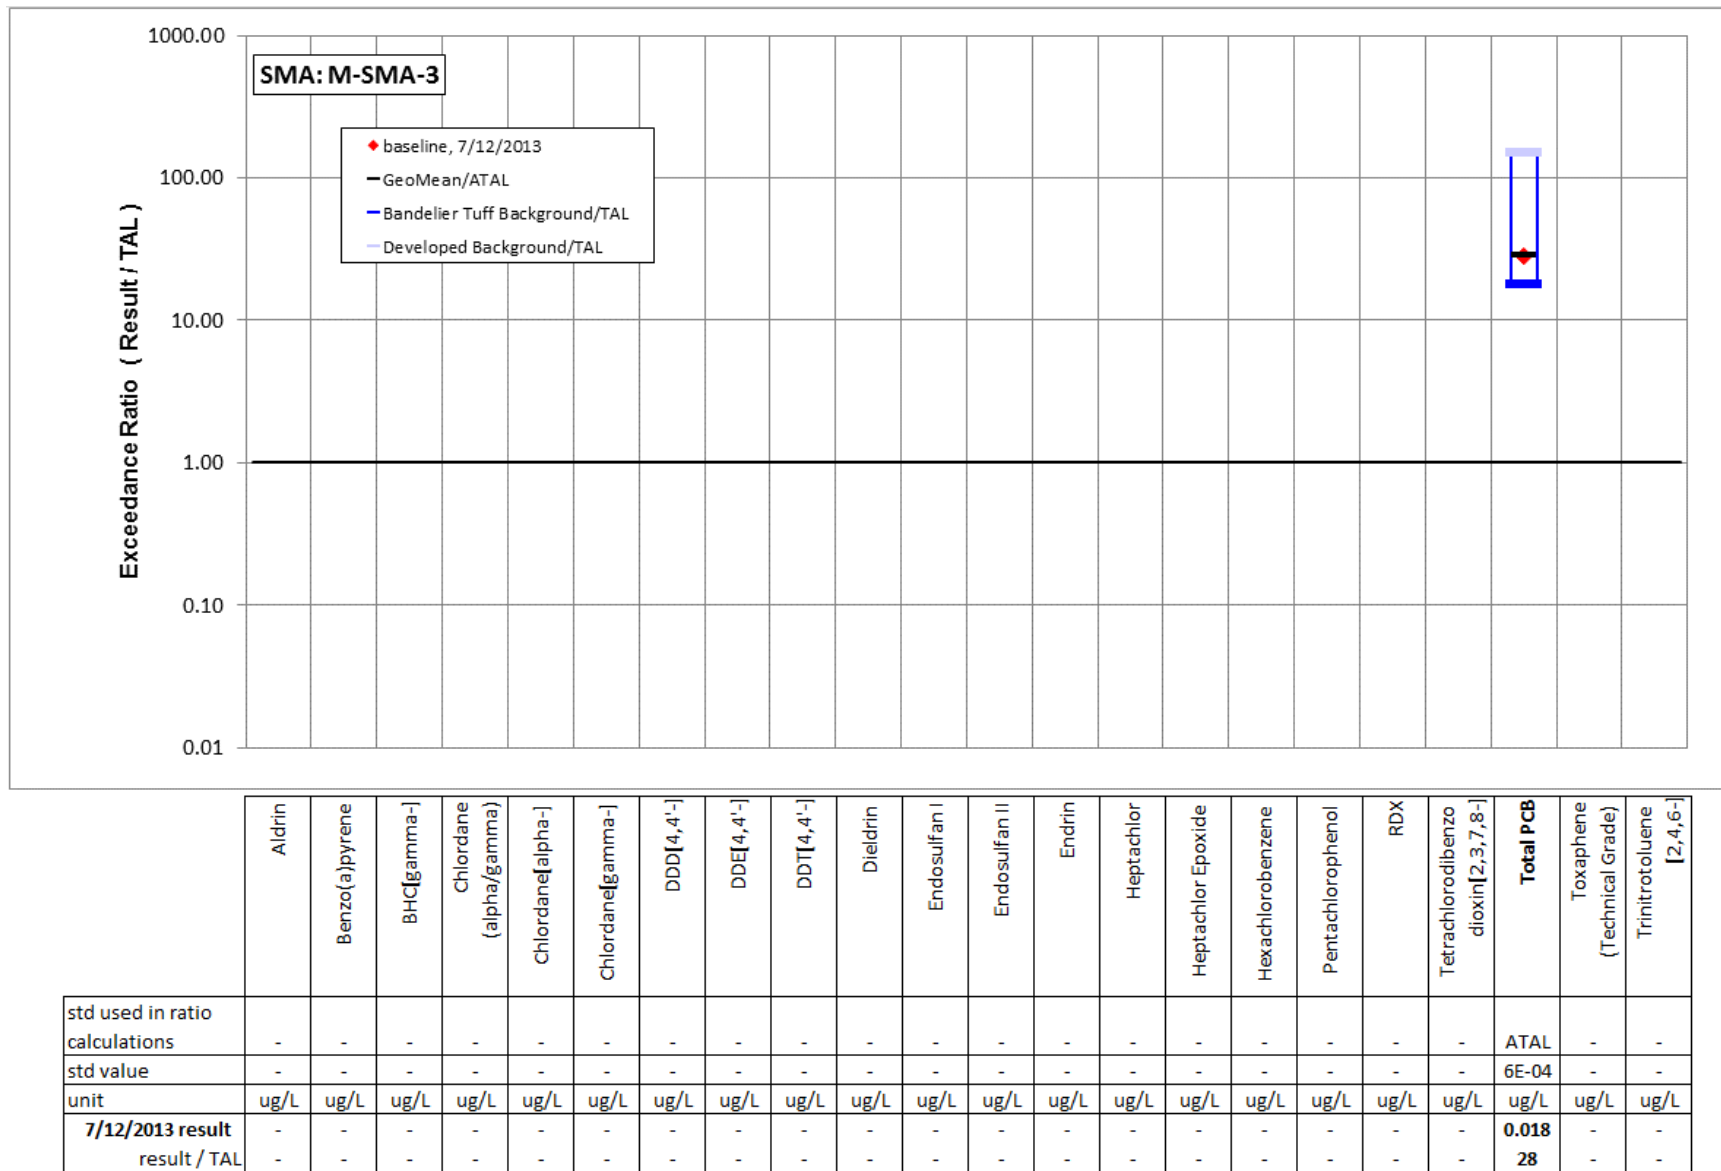 1000.00
SMA: M-SMA-3
baseline, 7/12/2013
GeoMean/ATAL
Bandelier Tuff Background/TAL
Developed Background/TAL
100.00
10.00
1.00
0.10
0.01
Exceedance Ratio ( Result / TAL )
Aldrin
Benzo(a)pyrene
BHC[gamma-]
Chlordane
(alpha/gamma)
Chlordane[alpha-]
Chlordane[gamma-]
DDD[4,4'-]
DDE[4,4'-]
DDT[4,4'-]
Dieldrin
Endosulfan I
Endosulfan II
Endrin
Heptachlor
Heptachlor Epoxide
Hexachlorobenzene
Pentachlorophenol
RDX
Tetrachlorodibenzo
dioxin[2,3,7,8-]
Total PCB
Toxaphene
(Technical Grade)
Trinitrotoluene
[2,4,6-]
std used in ratio
calculations - - - - - - - - - - - - - - - - - - - ATAL - -
std value - - - - - - - - - - - - - - - - - - - 6E-04 - -
unit ug/L ug/L ug/L ug/L ug/L ug/L ug/L ug/L ug/L ug/L ug/L ug/L ug/L ug/L ug/L ug/L ug/L ug/L ug/L ug/L ug/L ug/L
7/12/2013 result - - - - - - - - - - - - - - - - - - - 0.018 - -
result / TAL - - - - - - - - - - - - - - - - - - - 28 - -